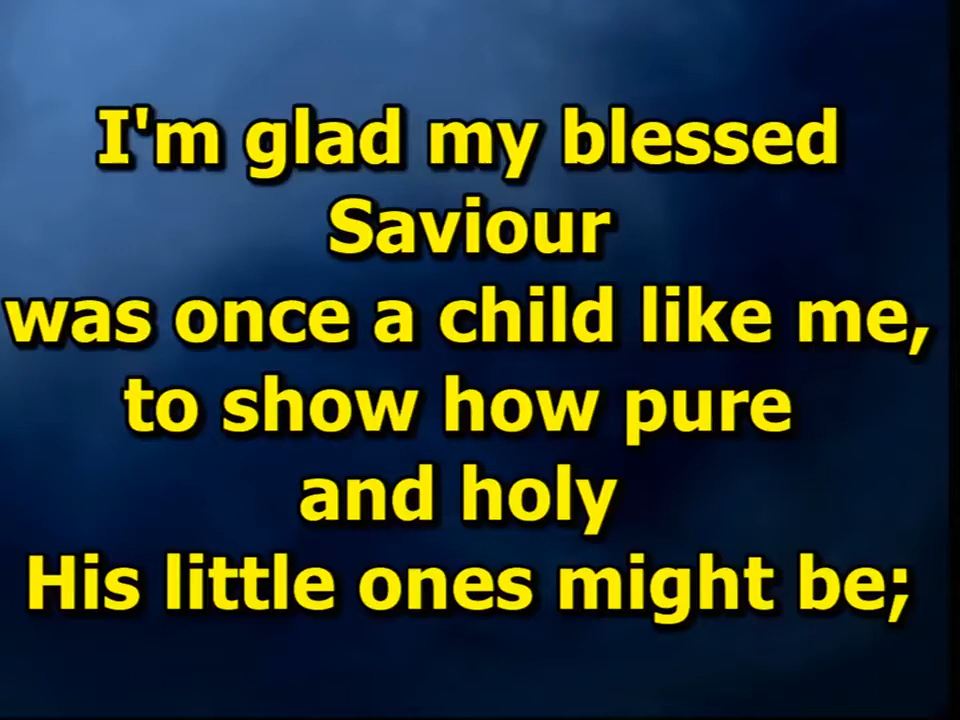 I'm glad my blessed
Saviour
was once a child like me,
to show how pure
and holy
His little ones might be;